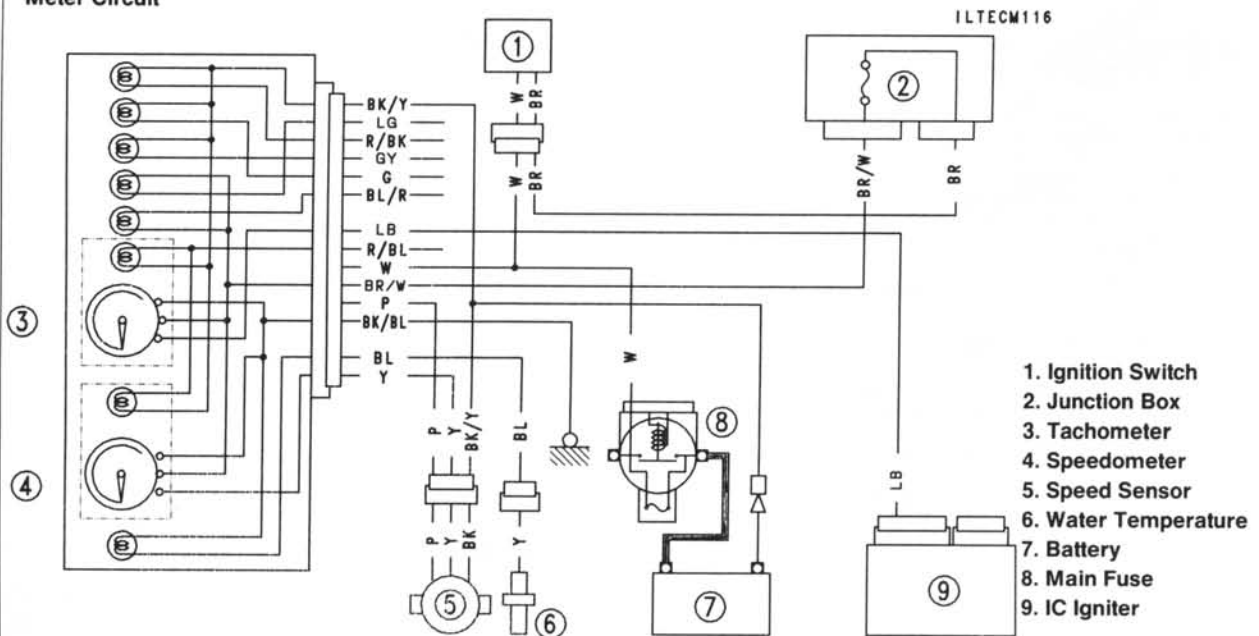 Meter Circuit
ILTECM116
1
2
W
BR
W
BR
BK/Y
LG
R/BK
GY
G
BL/R
LB
R/BL
W
BR/W
P
BK/BL
BL
Y
BR/W
BR
3
4
W
P
Y
BK/Y
BL
8
LB
P
Y
BK
Y
5
6
7
9
1. Ignition Switch
2. Junction Box
3. Tachometer
4. Speedometer
5. Speed Sensor
6. Water Temperature
7. Battery
8. Main Fuse
9. IC Igniter